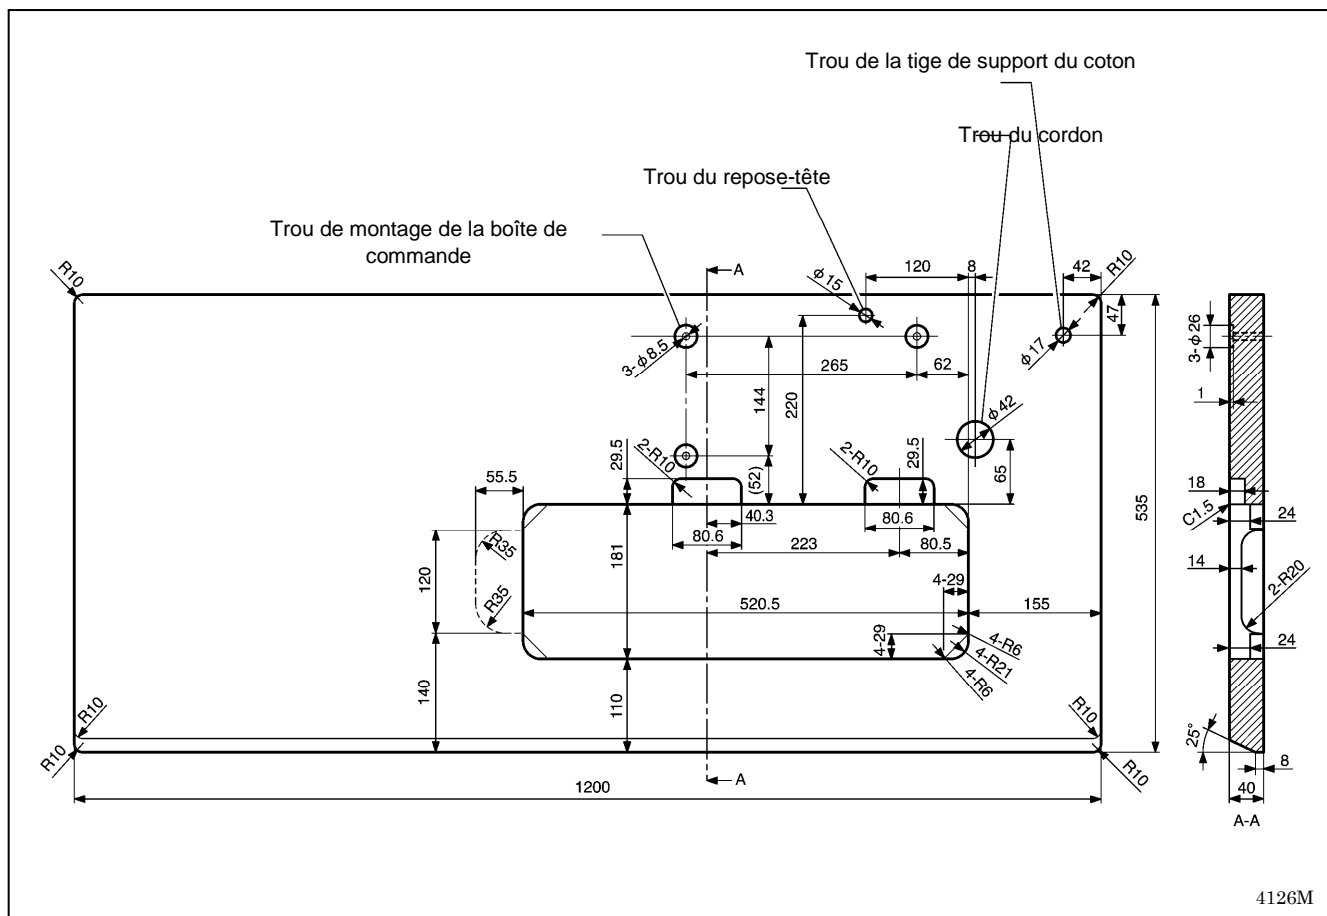 Trou de la tige de support du coton
Trou du cordon
Trou du repose-tête
Trou de montage de la boîte de
commande
R10
A
120
8
42
R10
φ15
47
3-φ8.5
265
62
φ17
144
220
φ42
3-φ26
1
55.5
29.5
2-R10
(52)
2-R10
29.5
65
535
18
C1.5
24
40.3
80.6
80.6
223
80.5
R35
120
R35
181
4-29
14
2-R20
520.5
155
4-29
4-R6
4-R21
4-R6
24
140
110
R10
R10
R10
R10
25°
8
A
1200
40
A-A
4126M